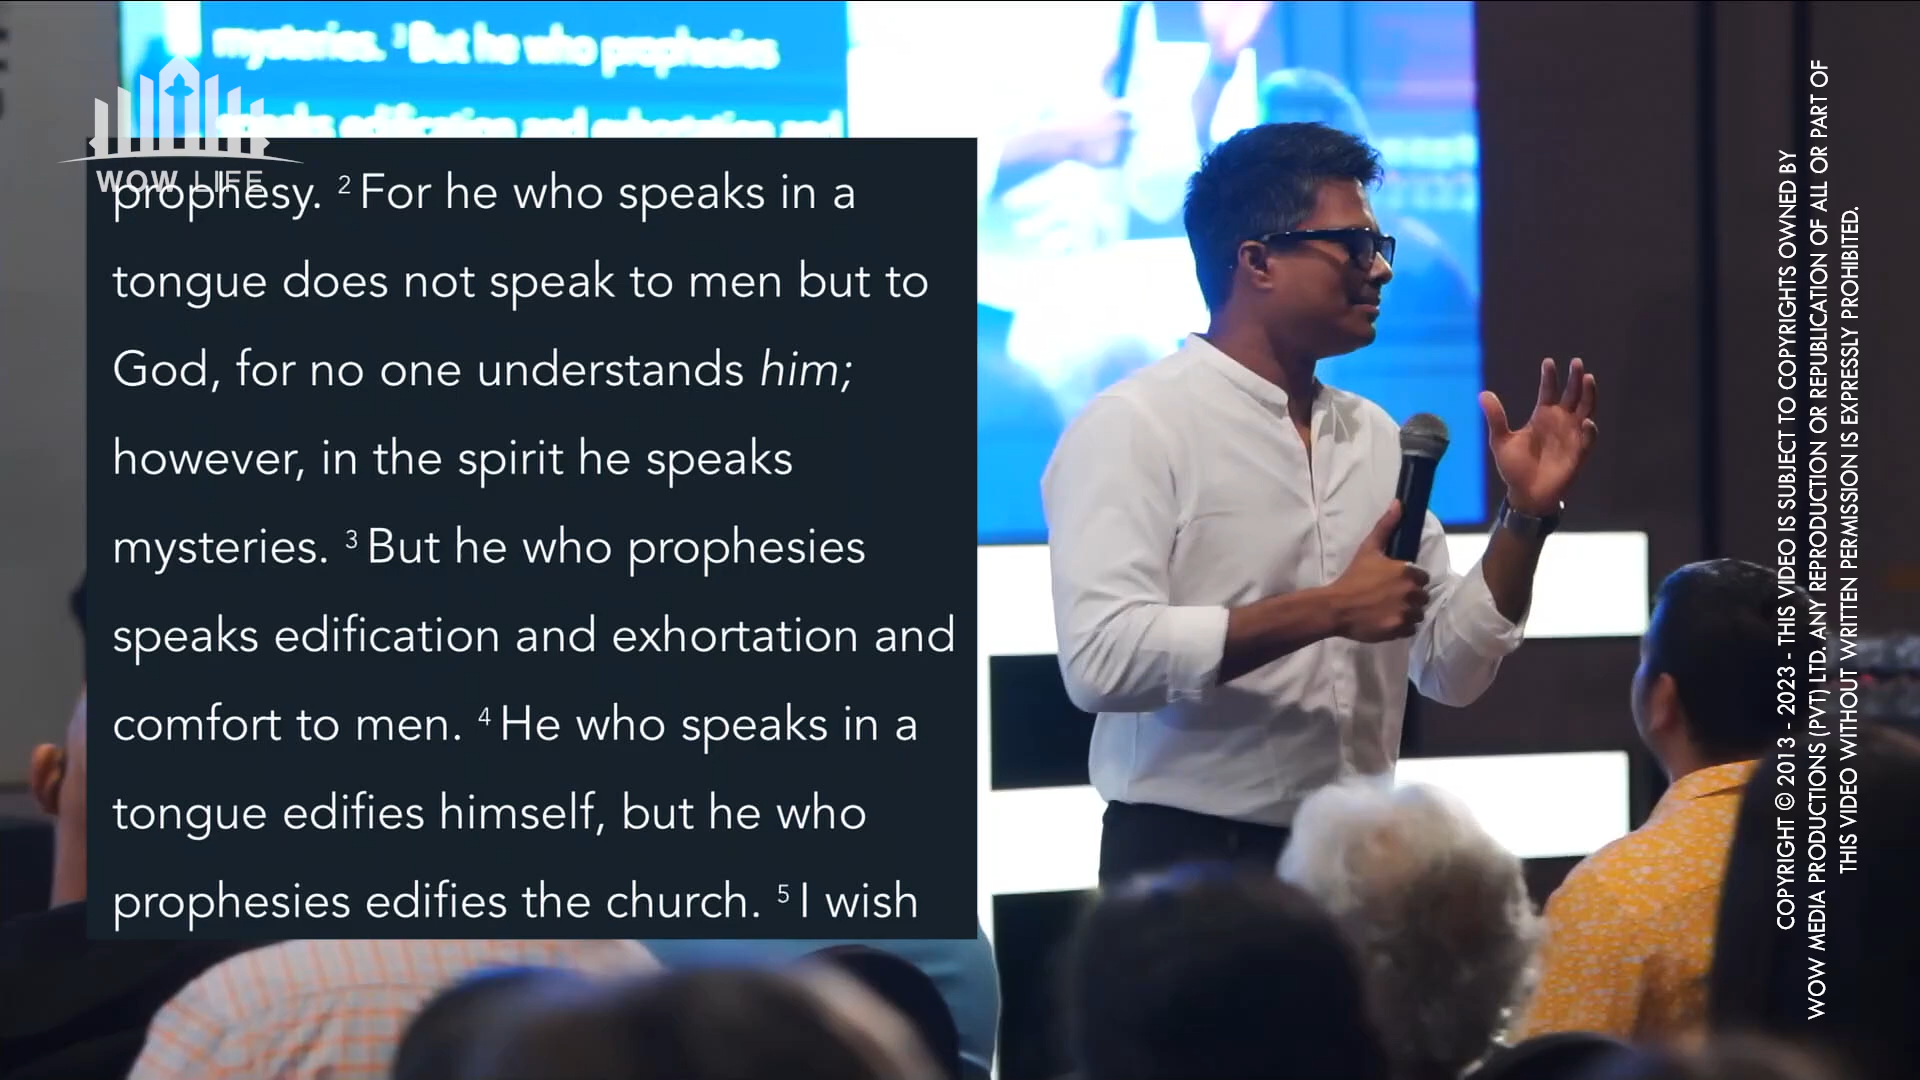 mysteries. ³But he who prophesies
speaks edification and exhortation and
WOW LIFE
prophesy. ² For he who speaks in a
tongue does not speak to men but to
God, for no one understands him;
however, in the spirit he speaks
mysteries. ³ But he who prophesies
speaks edification and exhortation and
comfort to men. ⁴ He who speaks in a
tongue edifies himself, but he who
prophesies edifies the church. ⁵ I wish
COPYRIGHT © 2013 - 2023 - THIS VIDEO IS SUBJECT TO COPYRIGHTS OWNED BY
WOW MEDIA PRODUCTIONS (PVT) LTD. ANY REPRODUCTION OR REPUBLICATION OF ALL OR PART OF
THIS VIDEO WITHOUT WRITTEN PERMISSION IS EXPRESSLY PROHIBITED.